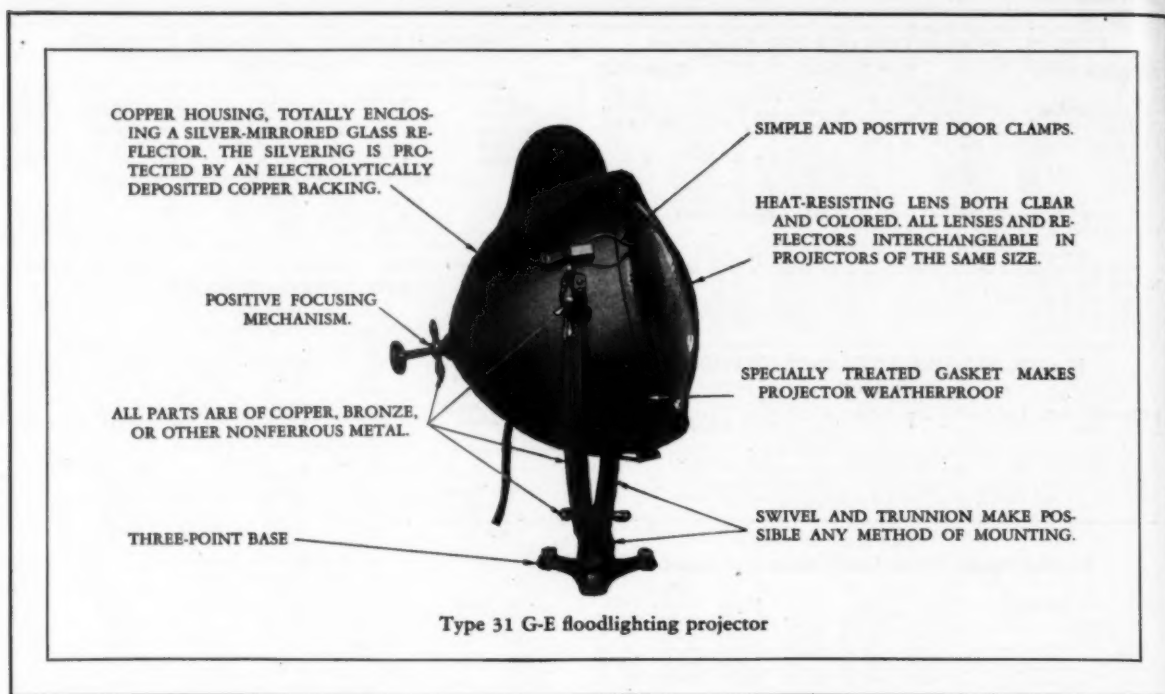 COPPER HOUSING, TOTALLY ENCLOS-
ING A SILVER-MIRRORED GLASS RE-
FLECTOR. THE SILVERING IS PRO-
TECTED BY AN ELECTROLYTICALLY
DEPOSITED COPPER BACKING.
POSITIVE FOCUSING
MECHANISM.
ALL PARTS ARE OF COPPER, BRONZE,
OR OTHER NONFERROUS METAL.
THREE-POINT BASE
SIMPLE AND POSITIVE DOOR CLAMPS.
HEAT-RESISTING LENS BOTH CLEAR
AND COLORED. ALL LENSES AND RE-
FLECTORS INTERCHANGEABLE IN
PROJECTORS OF THE SAME SIZE.
SPECIALLY TREATED GASKET MAKES
PROJECTOR WEATHERPROOF
SWIVEL AND TRUNNION MAKE POS-
SIBLE ANY METHOD OF MOUNTING.
Type 31 G-E floodlighting projector